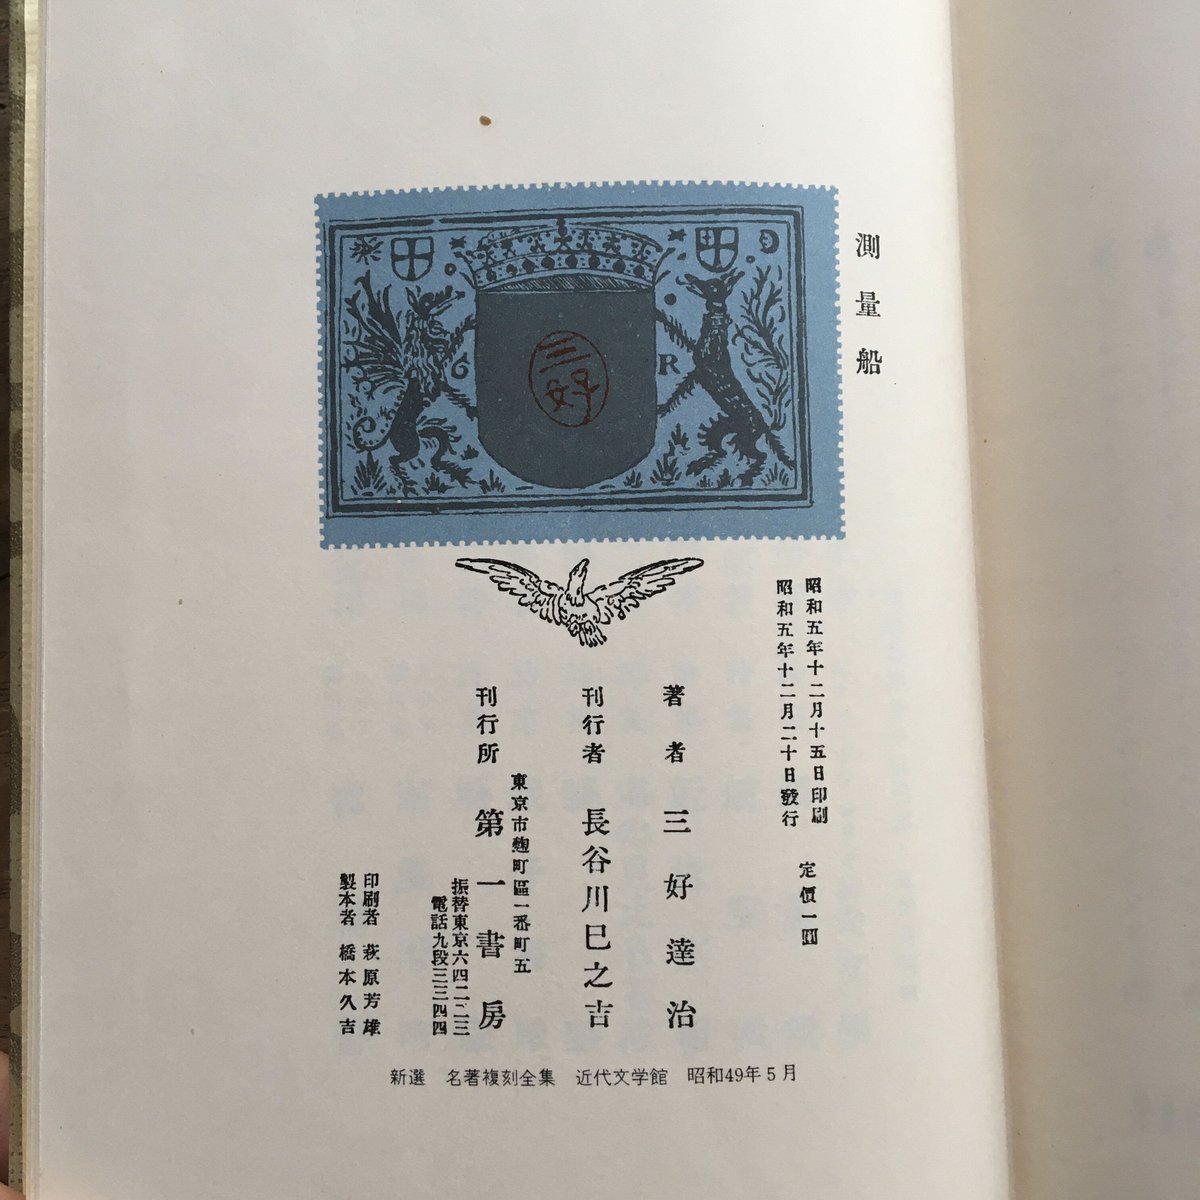 測量船
三好
G
R
昭和五年十二月十五日印刷
昭和五年十二月二十日發行
定價一圓
著者 三好達治
刊行者 長谷川巳之吉
東京市麴町區一番町五
刊行所 第一書房
振替東京六四二二三
電話九段三三四四
印刷者 萩原芳雄
製本者 橋本久吉
新選 名著複刻全集 近代文学館 昭和49年5月